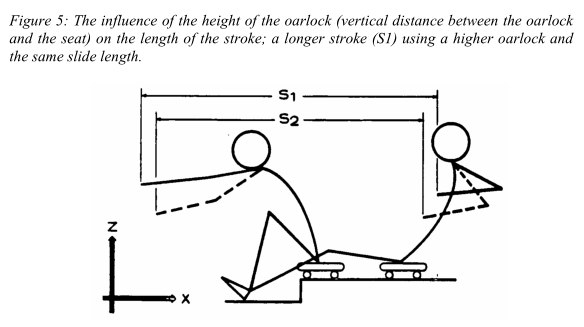 Figure 5: The influence of the height of the oarlock (vertical distance between the oarlock
and the seat) on the length of the stroke; a longer stroke (S1) using a higher oarlock and
the same slide length.
S1
S2
Z
X